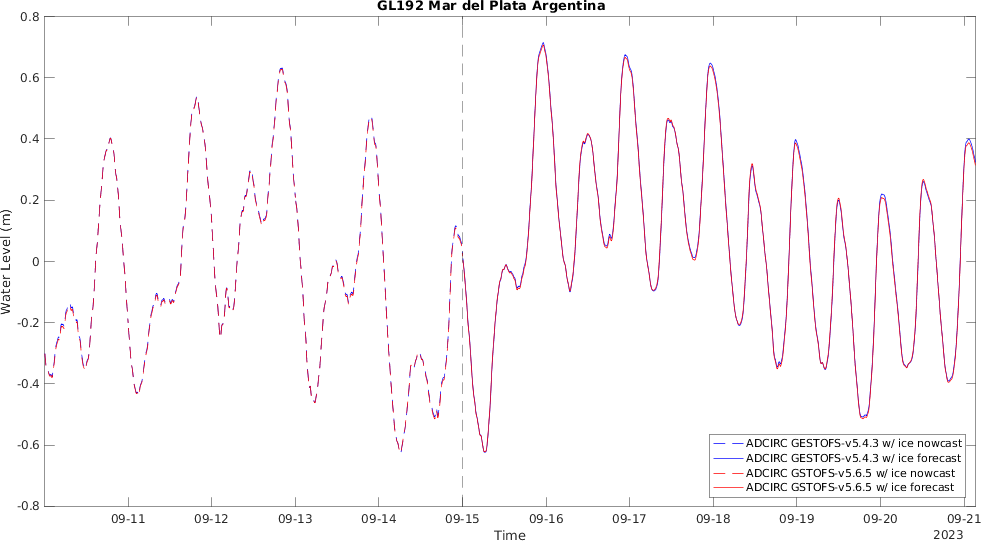 GL192 Mar del Plata Argentina
0.8
0.6
0.4
0.2
0
-0.2
-0.4
-0.6
-0.8
Water Level (m)
ADCIRC GESTOFS-v5.4.3 w/ ice nowcast
ADCIRC GESTOFS-v5.4.3 w/ ice forecast
ADCIRC GSTOFS-v5.6.5 w/ ice nowcast
ADCIRC GSTOFS-v5.6.5 w/ ice forecast
09-11 09-12 09-13 09-14 09-15 09-16 09-17 09-18 09-19 09-20 09-21
Time
2023